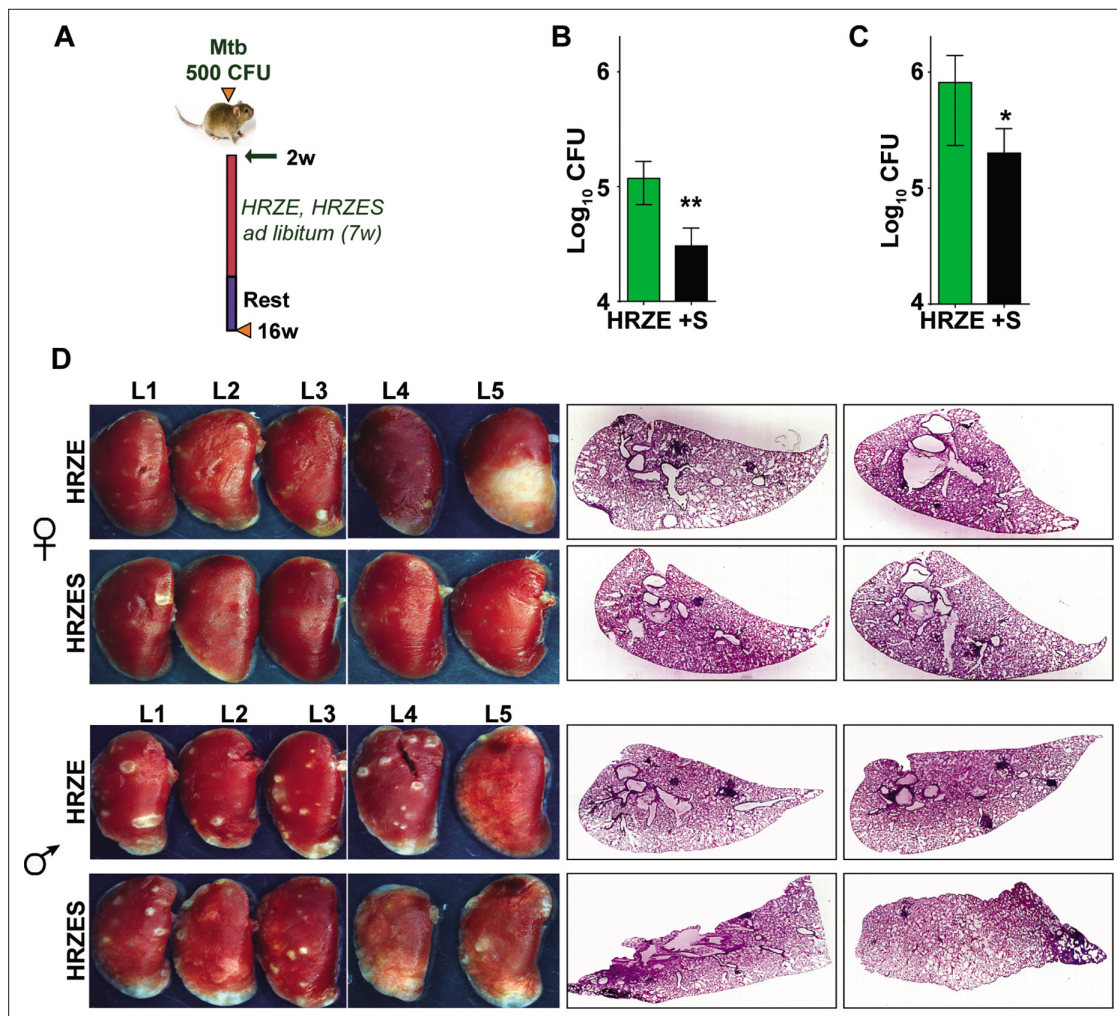 A
Mtb
500 CFU
2w
HRZE, HRZES
ad libitum (7w)
Rest
16w
B
Log10 CFU
6
5
4
**
HRZE +S
C
Log10 CFU
6
5
4
*
HRZE +S
D
L1 L2 L3 L4 L5
♀
HRZE
HRZES
L1 L2 L3 L4 L5
♂
HRZE
HRZES